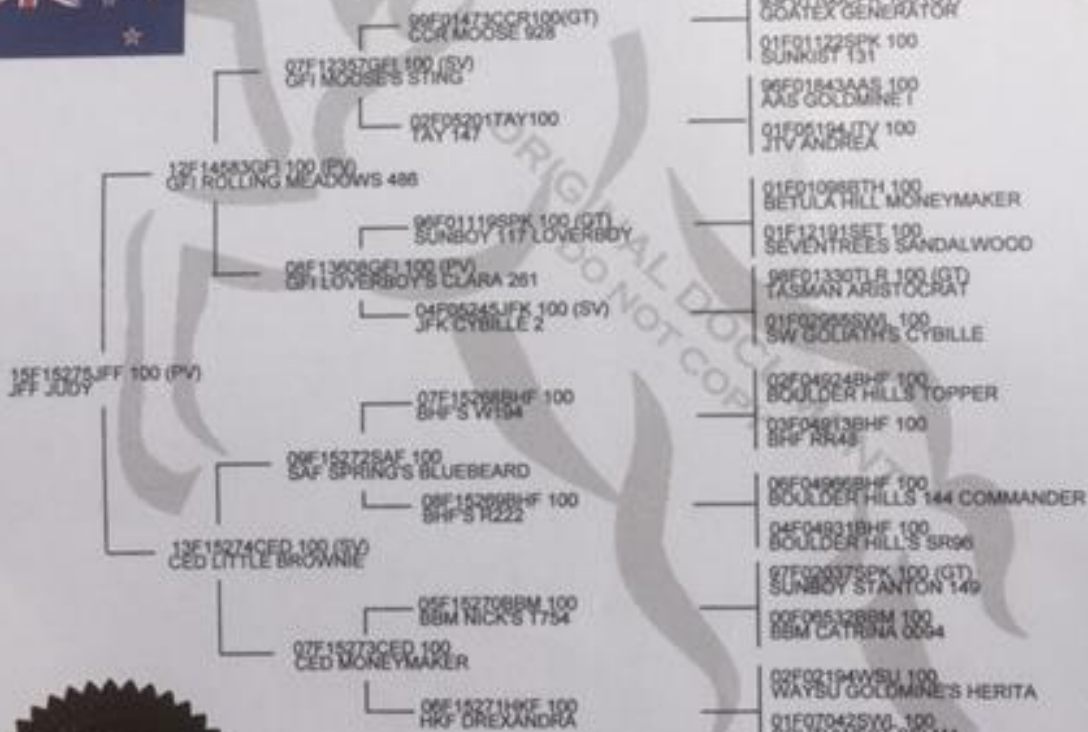 GOATEX GENERATOR
99F01473CCR100(GT)
CCR MOOSE 928
01F01122SPK 100
SUNKIST 131
07F12357GFI 100 (SV)
GFI MOOSE'S STING
96F01843AAS 100
AAS GOLDMINE I
02F05201TAY100
TAY 147
01F05194JTV 100
JTV ANDREA
12F14583GFI 100 (PV)
GFI ROLLING MEADOWS 486
01F01098BTH 100
BETULA HILL MONEYMAKER
96F01119SPK 100 (GT)
SUNBOY 117 LOVERBOY
01F12191SET 100
SEVENTREES SANDALWOOD
GFI LOVERBOY'S CLARA 261
98F01330TLR 100 (GT)
TASMAN ARISTOCRAT
04F05245JFK 100 (SV)
JFK CYBILLE 2
SW GOLIATH'S CYBILLE
15F15275JFF 100 (PV)
JFF JUDY
02F04924BHF 100
BOULDER HILLS TOPPER
07F15268BHF 100
BHF'S W194
03F04913BHF 100
BHF RR48
09F15272SAF 100
SAF SPRING'S BLUEBEARD
06F04966BHF 100
BOULDER HILLS 144 COMMANDER
08F15269BHF 100
BHF'S R222
04F04931BHF 100
BOULDER HILL'S SR96
13F15274CED 100 (SV)
CED LITTLE BROWNIE
97F02037SPK 100 (GT)
SUNBOY STANTON 149
05F15270BBM 100
BBM NICK'S T754
00F06532BBM 100
BBM CATRINA 0094
07F15273CED 100
CED MONEYMAKER
02F02194WSU 100
WAYSU GOLDMINE'S HERITA
06F15271HKF 100
HKF DREXANDRA
01F07042SWL 100
ORIGINAL DOCUMENT
DO NOT COPY